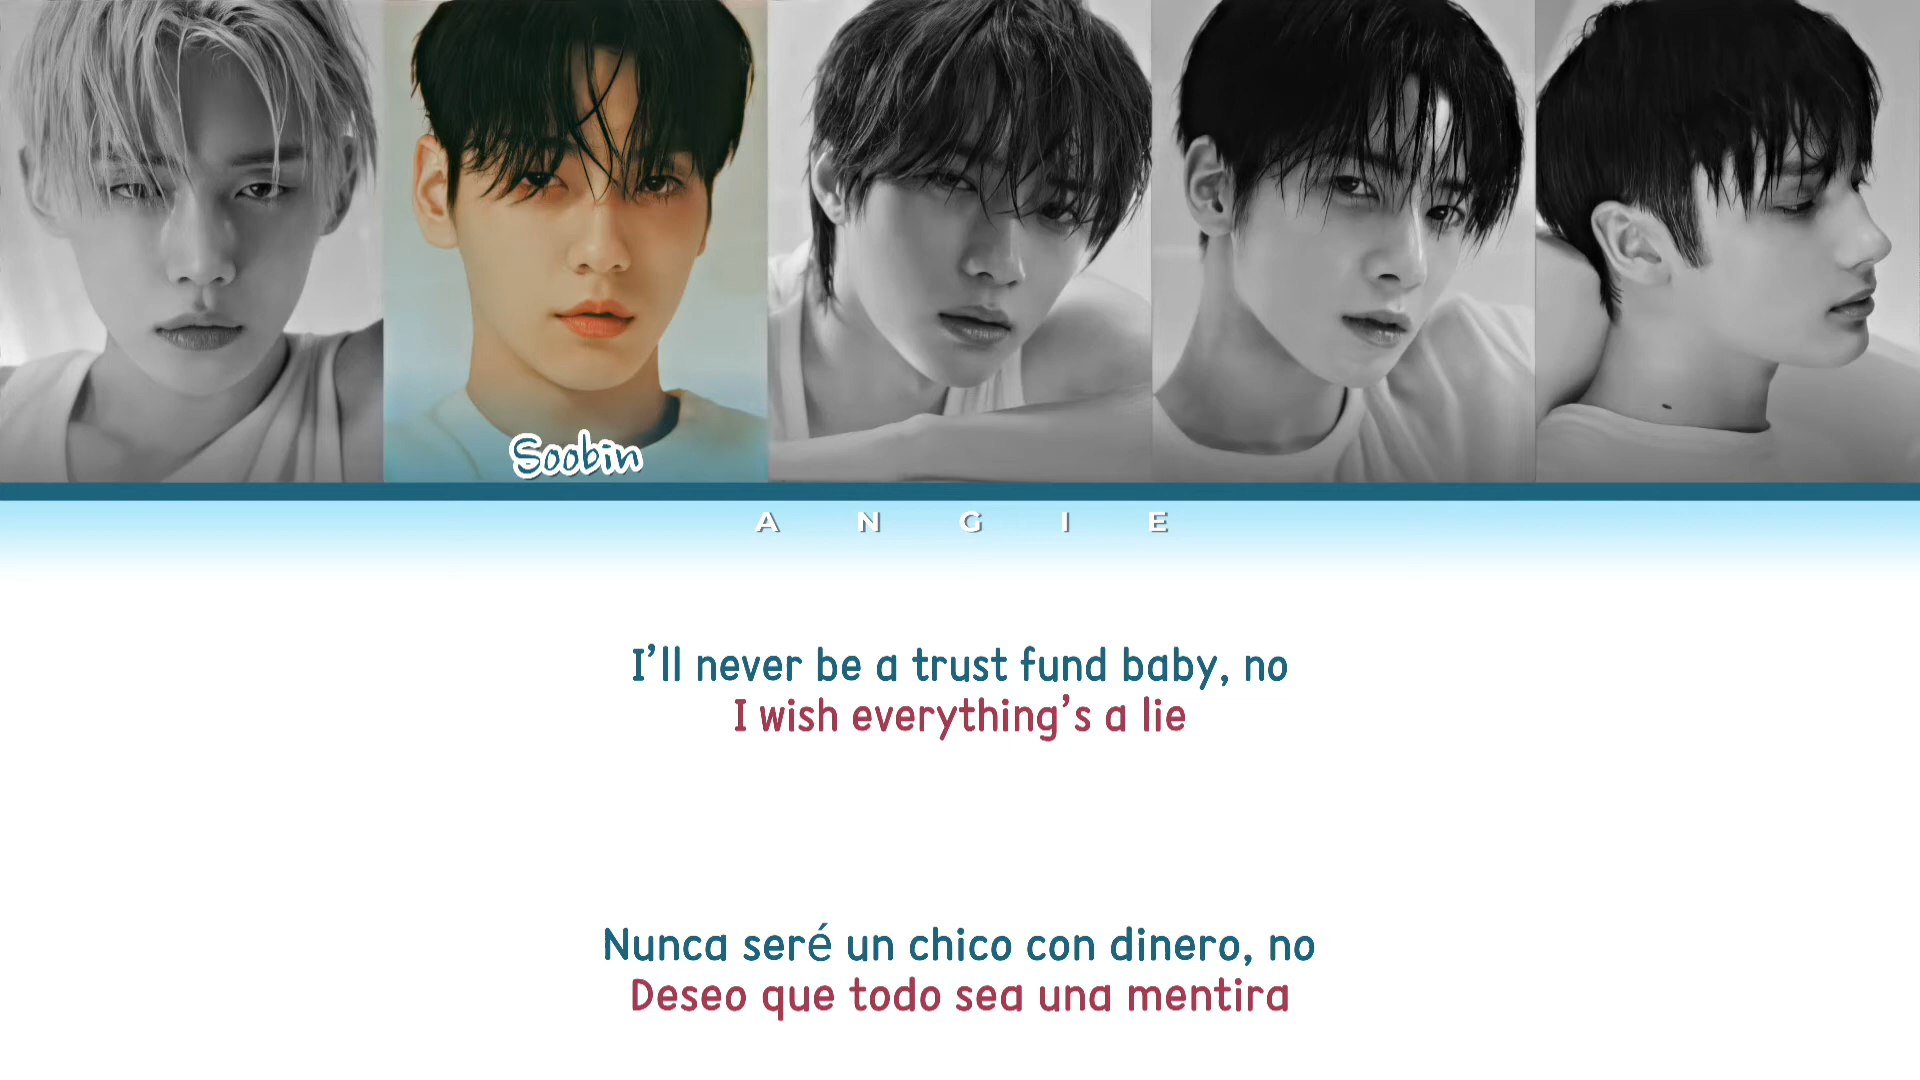 Soobin
A N G I E
I'll never be a trust fund baby, no
I wish everything's a lie
Nunca seré un chico con dinero, no
Deseo que todo sea una mentira